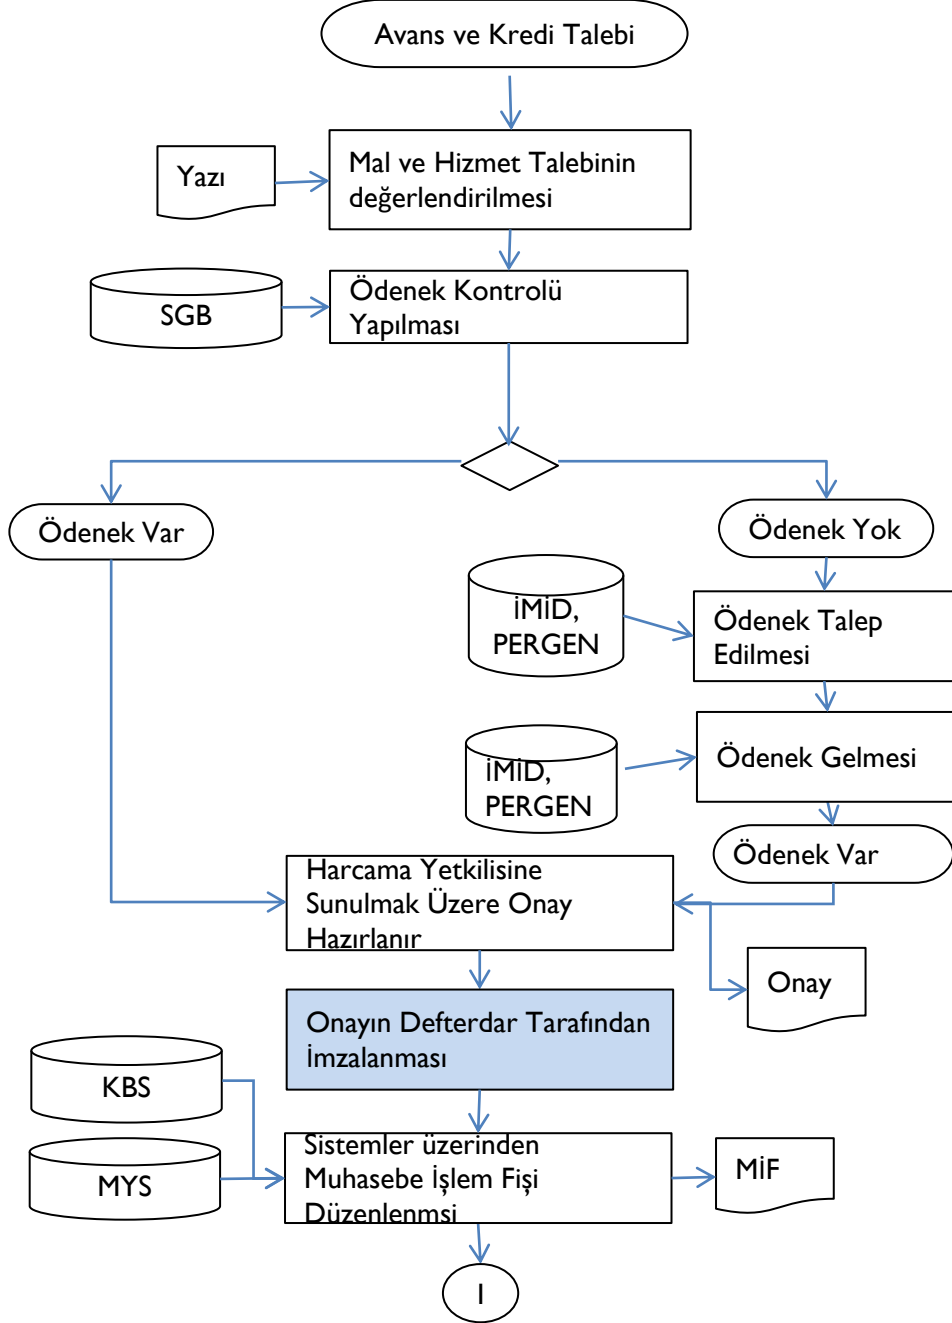 Avans ve Kredi Talebi
Yazı
Mal ve Hizmet Talebinin
değerlendirilmesi
SGB
Ödenek Kontrolü
Yapılması
Ödenek Var
Ödenek Yok
İMİD,
PERGEN
Ödenek Talep
Edilmesi
İMİD,
PERGEN
Ödenek Gelmesi
Ödenek Var
Harcama Yetkilisine
Sunulmak Üzere Onay
Hazırlanır
Onay
Onayın Defterdar Tarafından
İmzalanması
KBS
MYS
Sistemler üzerinden
Muhasebe İşlem Fişi
Düzenlenmsi
MİF
1